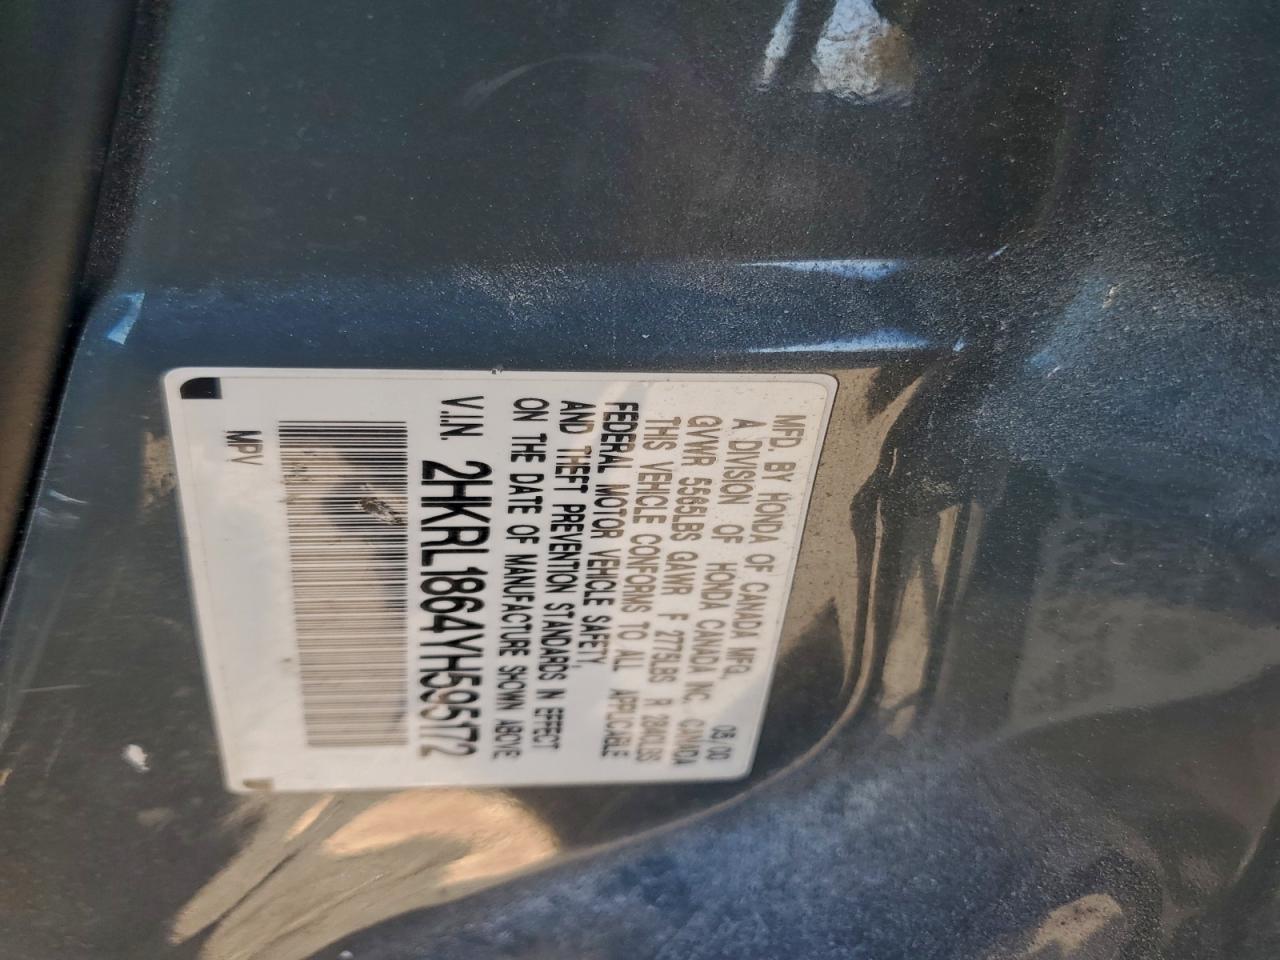 MFD. BY HONDA OF CANADA MFG., 05/00
A DIVISION OF HONDA CANADA INC. CANADA
GVWR 5565LBS GAWR F 2775LBS R 2840LBS
THIS VEHICLE CONFORMS TO ALL APPLICABLE
FEDERAL MOTOR VEHICLE SAFETY,
AND THEFT PREVENTION STANDARDS IN EFFECT
ON THE DATE OF MANUFACTURE SHOWN ABOVE
V.I.N. 2HKRL1864YH595172
MPV